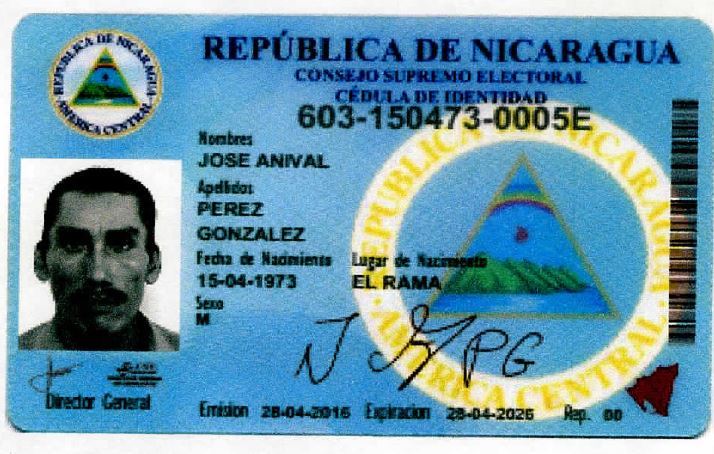 REPÚBLICA DE NICARAGUA
CONSEJO SUPREMO ELECTORAL
CÉDULA DE IDENTIDAD
603-150473-0005E
REPUBLICA DE NICARAGUA
AMERICA CENTRAL
Nombres
JOSE ANIVAL
Apellidos
PEREZ
GONZALEZ
Fecha de Nacimiento Lugar de Nacimiento
15-04-1973 EL RAMA
Sexo
M
REPUBLICA DE NICARAGUA
AMERICA CENTRAL
Director General
Emision 28-04-2016 Expiracion 28-04-2026 Rep. 00